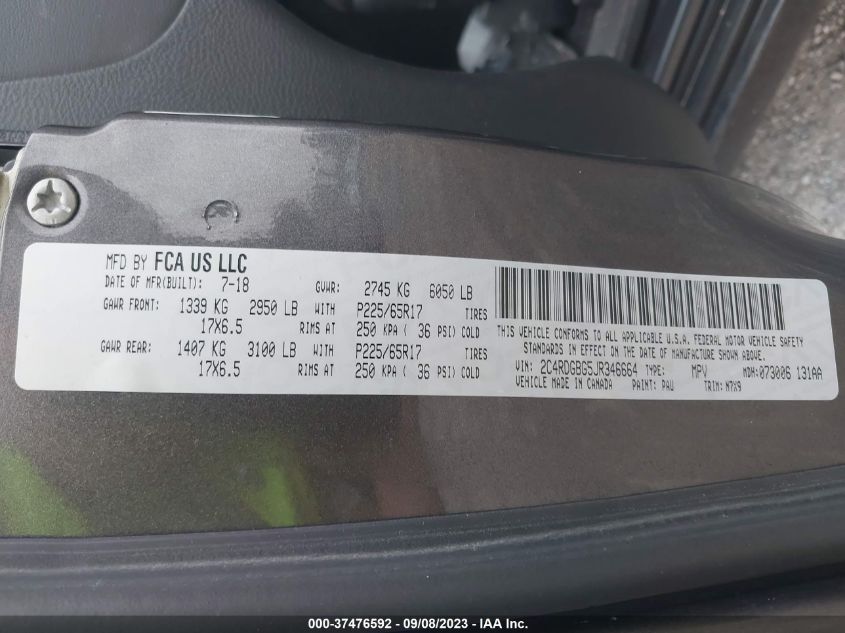 MFD BY FCA US LLC
DATE OF MFR(BUILT): 7-18 GVWR: 2745 KG 6050 LB
GAWR FRONT: 1339 KG 2950 LB WITH P225/65R17 TIRES
17X6.5 RIMS AT 250 KPA ( 36 PSI) COLD
GAWR REAR: 1407 KG 3100 LB WITH P225/65R17 TIRES
17X6.5 RIMS AT 250 KPA ( 36 PSI) COLD
THIS VEHICLE CONFORMS TO ALL APPLICABLE U.S.A. FEDERAL MOTOR VEHICLE SAFETY
STANDARDS IN EFFECT ON THE DATE OF MANUFACTURE SHOWN ABOVE.
VIN: 2C4RDGBG5JR346664 TYPE: MPV MDH:073006 131AA
VEHICLE MADE IN CANADA PAINT: PAU TRIM: N7X9
000-37476592 - 09/08/2023 - IAA Inc.